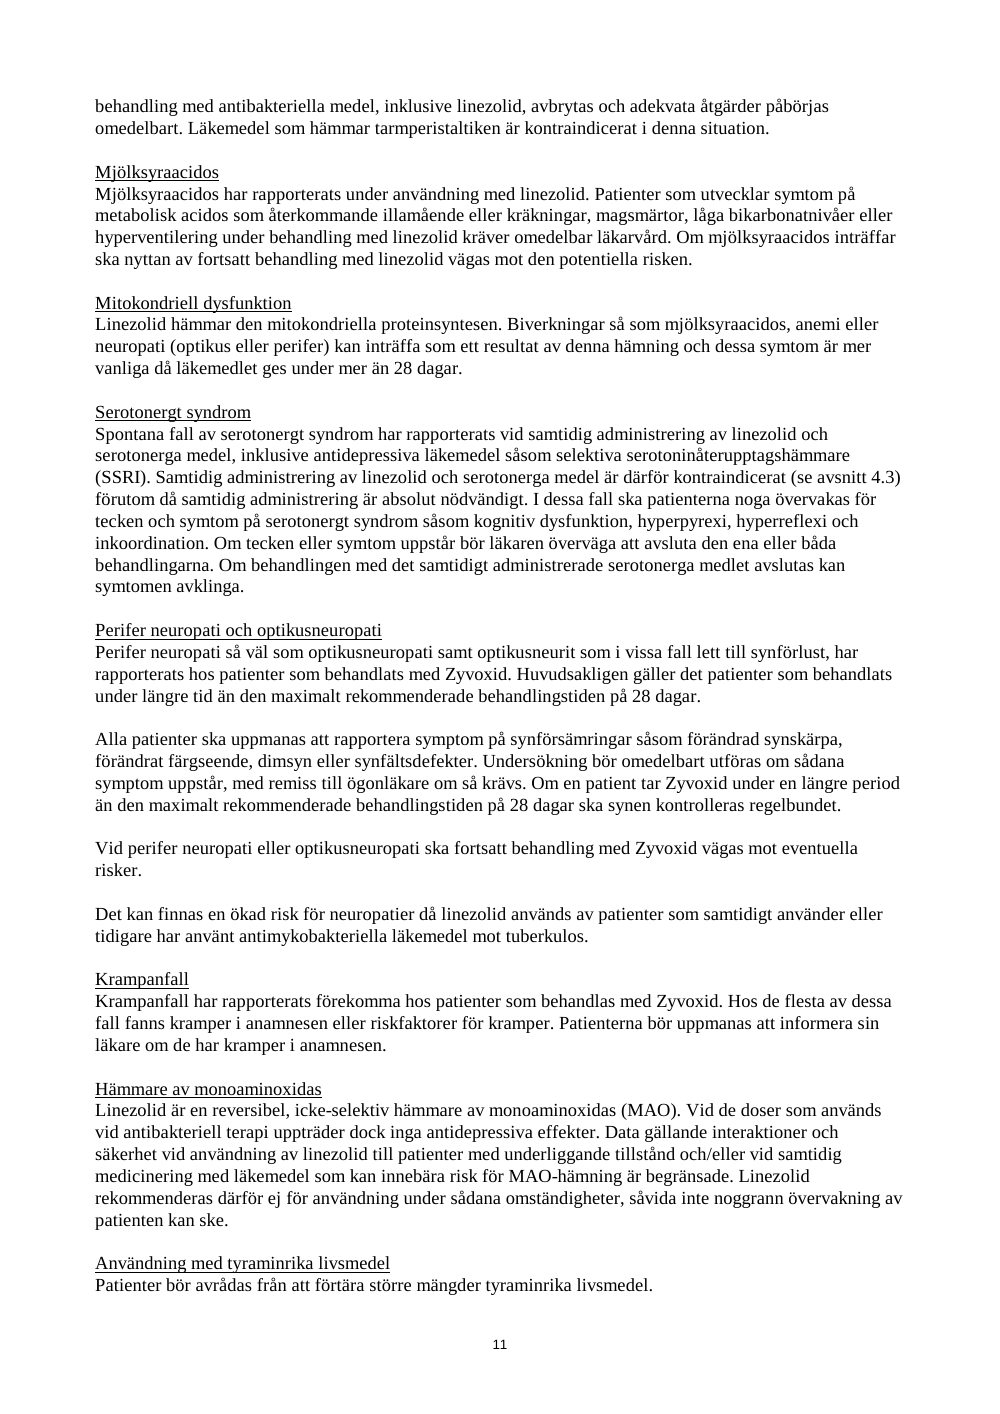 behandling med antibakteriella medel, inklusive linezolid, avbrytas och adekvata åtgärder påbörjas
omedelbart. Läkemedel som hämmar tarmperistaltiken är kontraindicerat i denna situation.
Mjölksyraacidos
Mjölksyraacidos har rapporterats under användning med linezolid. Patienter som utvecklar symtom på
metabolisk acidos som återkommande illamående eller kräkningar, magsmärtor, låga bikarbonatnivåer eller
hyperventilering under behandling med linezolid kräver omedelbar läkarvård. Om mjölksyraacidos inträffar
ska nyttan av fortsatt behandling med linezolid vägas mot den potentiella risken.
Mitokondriell dysfunktion
Linezolid hämmar den mitokondriella proteinsyntesen. Biverkningar så som mjölksyraacidos, anemi eller
neuropati (optikus eller perifer) kan inträffa som ett resultat av denna hämning och dessa symtom är mer
vanliga då läkemedlet ges under mer än 28 dagar.
Serotonergt syndrom
Spontana fall av serotonergt syndrom har rapporterats vid samtidig administrering av linezolid och
serotonerga medel, inklusive antidepressiva läkemedel såsom selektiva serotoninåterupptagshämmare
(SSRI). Samtidig administrering av linezolid och serotonerga medel är därför kontraindicerat (se avsnitt 4.3)
förutom då samtidig administrering är absolut nödvändigt. I dessa fall ska patienterna noga övervakas för
tecken och symtom på serotonergt syndrom såsom kognitiv dysfunktion, hyperpyrexi, hyperreflexi och
inkoordination. Om tecken eller symtom uppstår bör läkaren överväga att avsluta den ena eller båda
behandlingarna. Om behandlingen med det samtidigt administrerade serotonerga medlet avslutas kan
symtomen avklinga.
Perifer neuropati och optikusneuropati
Perifer neuropati så väl som optikusneuropati samt optikusneurit som i vissa fall lett till synförlust, har
rapporterats hos patienter som behandlats med Zyvoxid. Huvudsakligen gäller det patienter som behandlats
under längre tid än den maximalt rekommenderade behandlingstiden på 28 dagar.
Alla patienter ska uppmanas att rapportera symptom på synförsämringar såsom förändrad synskärpa,
förändrat färgseende, dimsyn eller synfältsdefekter. Undersökning bör omedelbart utföras om sådana
symptom uppstår, med remiss till ögonläkare om så krävs. Om en patient tar Zyvoxid under en längre period
än den maximalt rekommenderade behandlingstiden på 28 dagar ska synen kontrolleras regelbundet.
Vid perifer neuropati eller optikusneuropati ska fortsatt behandling med Zyvoxid vägas mot eventuella
risker.
Det kan finnas en ökad risk för neuropatier då linezolid används av patienter som samtidigt använder eller
tidigare har använt antimykobakteriella läkemedel mot tuberkulos.
Krampanfall
Krampanfall har rapporterats förekomma hos patienter som behandlas med Zyvoxid. Hos de flesta av dessa
fall fanns kramper i anamnesen eller riskfaktorer för kramper. Patienterna bör uppmanas att informera sin
läkare om de har kramper i anamnesen.
Hämmare av monoaminoxidas
Linezolid är en reversibel, icke-selektiv hämmare av monoaminoxidas (MAO). Vid de doser som används
vid antibakteriell terapi uppträder dock inga antidepressiva effekter. Data gällande interaktioner och
säkerhet vid användning av linezolid till patienter med underliggande tillstånd och/eller vid samtidig
medicinering med läkemedel som kan innebära risk för MAO-hämning är begränsade. Linezolid
rekommenderas därför ej för användning under sådana omständigheter, såvida inte noggrann övervakning av
patienten kan ske.
Användning med tyraminrika livsmedel
Patienter bör avrådas från att förtära större mängder tyraminrika livsmedel.
11